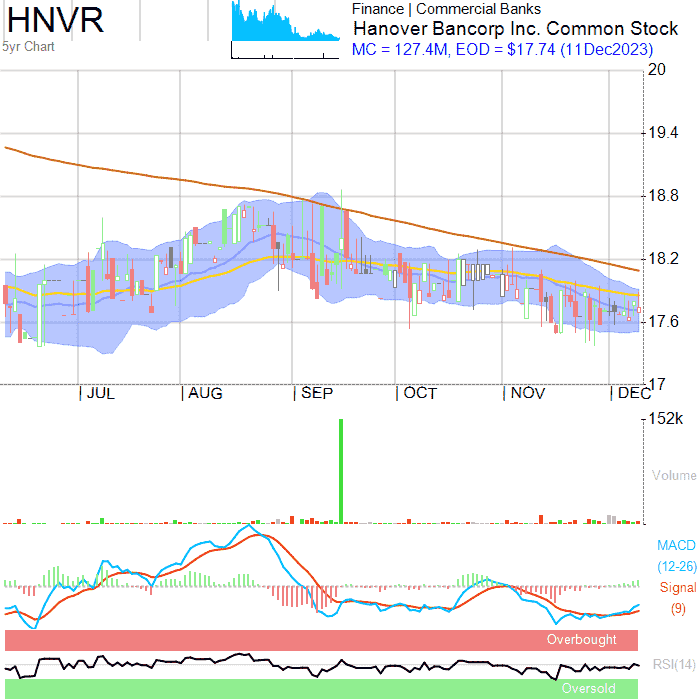 HNVR
5yr Chart
Finance | Commercial Banks
Hanover Bancorp Inc. Common Stock
MC = 127.4M, EOD = $17.74 (11Dec2023)
20
19.4
18.8
18.2
17.6
17
JUL AUG SEP OCT NOV DEC
152k
Volume
MACD
(12-26)
Signal
(9)
Overbought
RSI(14)
Oversold